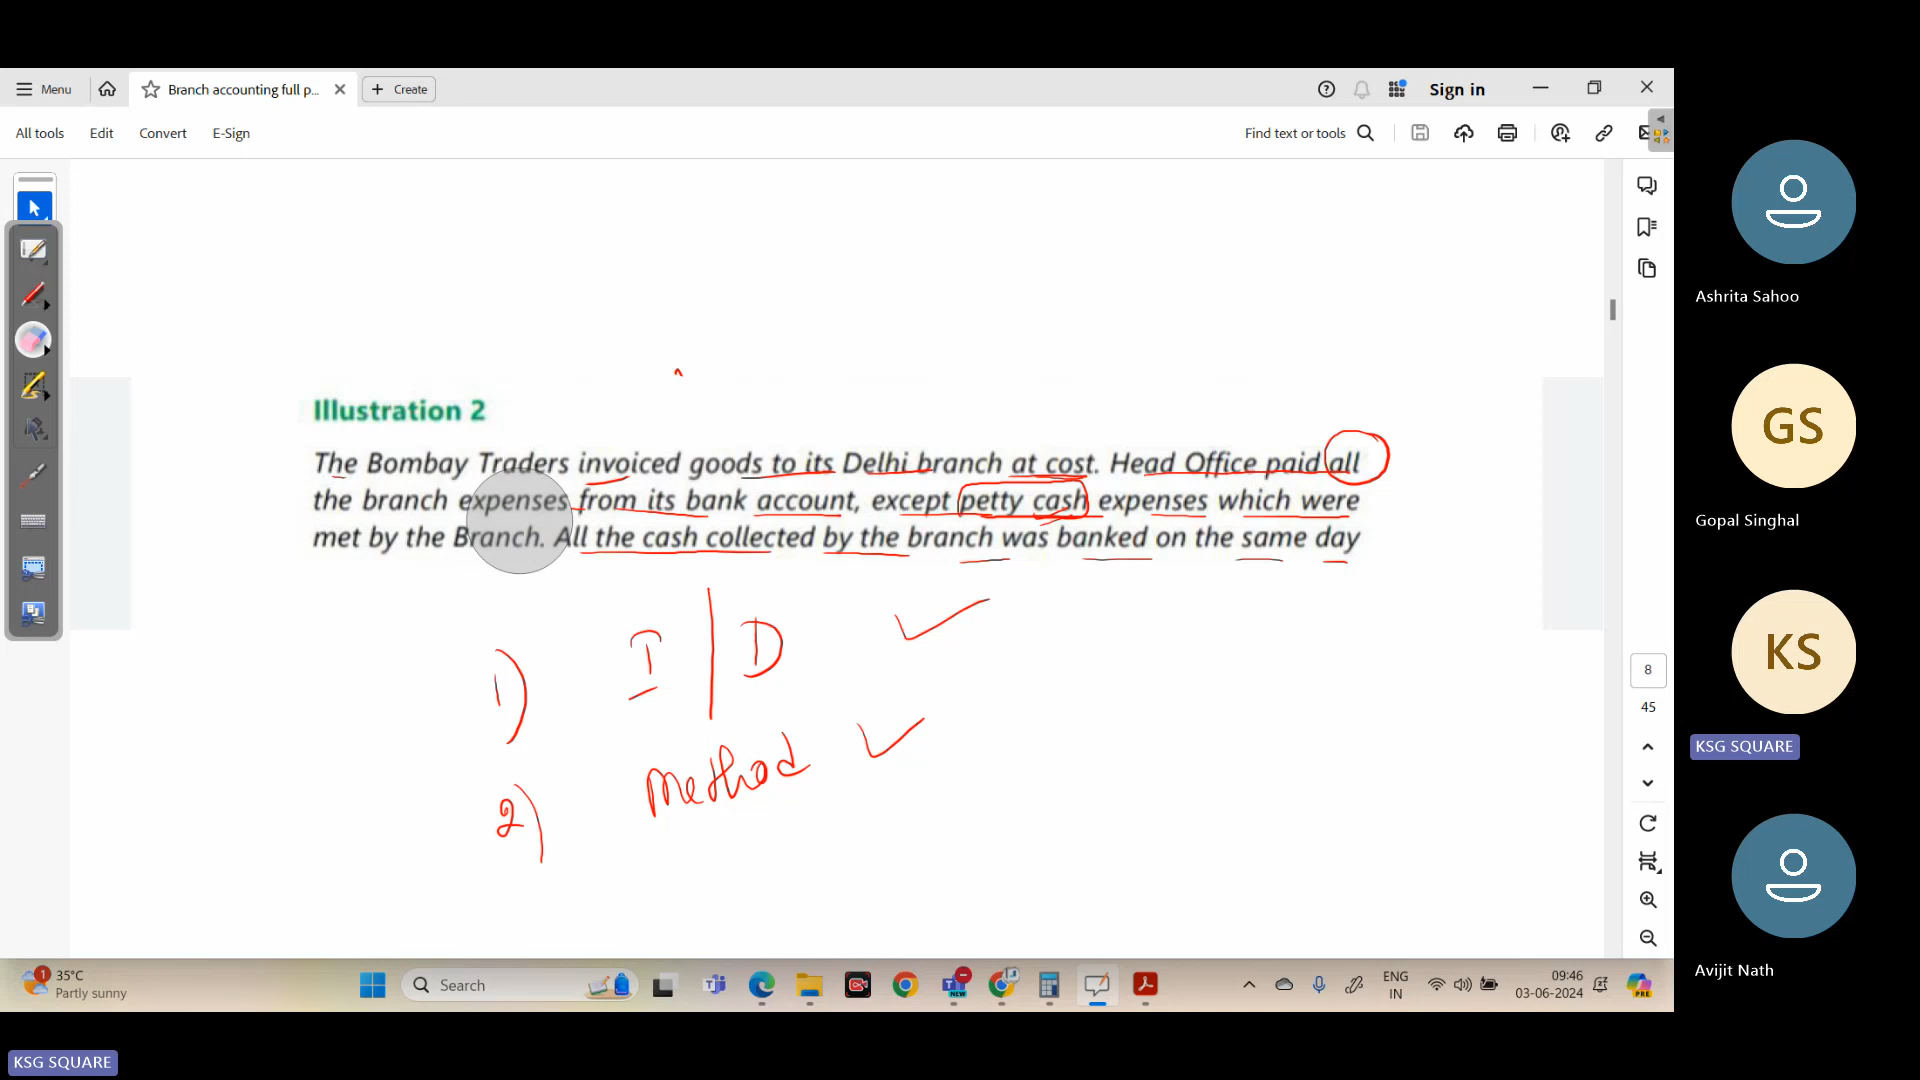 Menu
Branch accounting full p...
Create
Sign in
All tools
Edit
Convert
E-Sign
Find text or tools
Illustration 2
The Bombay Traders invoiced goods to its Delhi branch at cost. Head Office paid all
the branch expenses from its bank account, except petty cash expenses which were
met by the Branch. All the cash collected by the branch was banked on the same day
1) I | D
2) Method
8
45
Ashrita Sahoo
GS
Gopal Singhal
KS
KSG SQUARE
Avijit Nath
1
35°C
Partly sunny
Search
NEW
ENG
IN
09:46
03-06-2024
PRE
KSG SQUARE